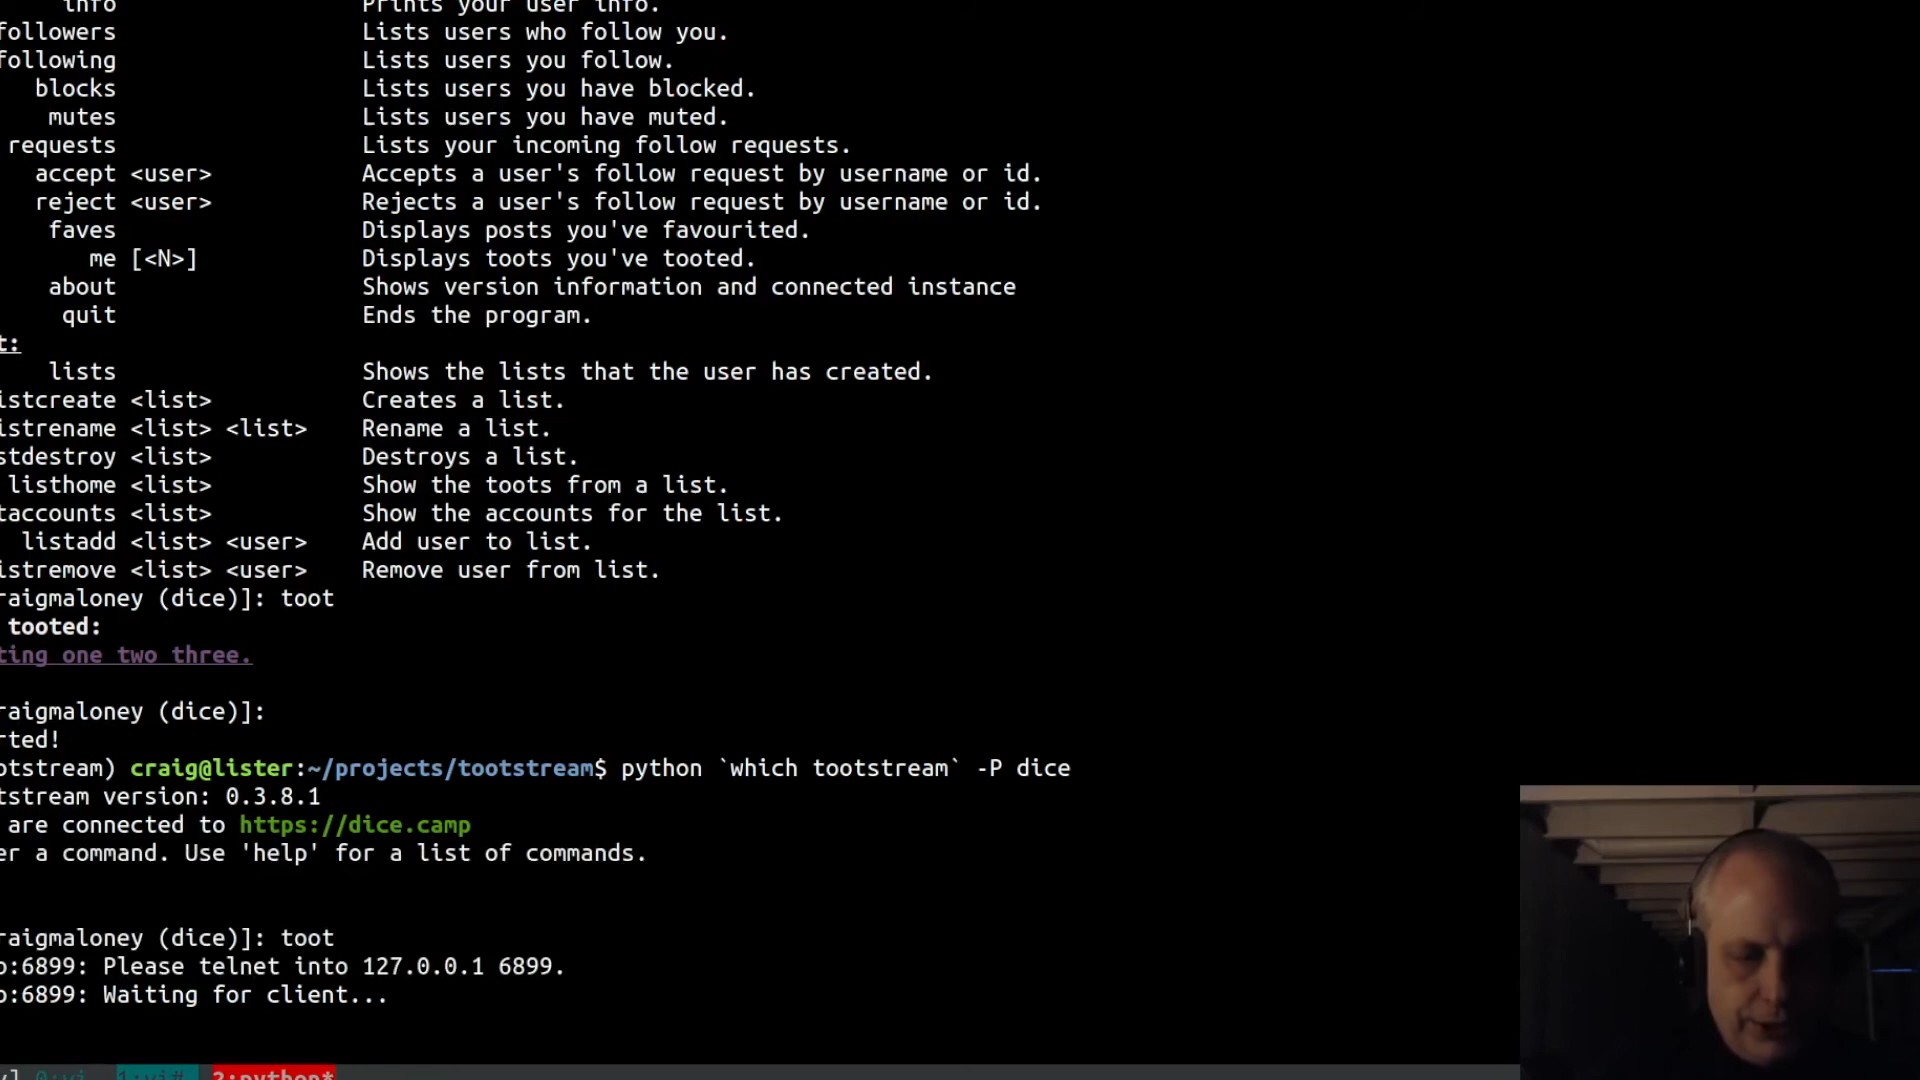 info Prints your user info.
followers Lists users who follow you.
following Lists users you follow.
blocks Lists users you have blocked.
mutes Lists users you have muted.
requests Lists your incoming follow requests.
accept <user> Accepts a user's follow request by username or id.
reject <user> Rejects a user's follow request by username or id.
faves Displays posts you've favourited.
me [<N>] Displays toots you've tooted.
about Shows version information and connected instance
quit Ends the program.
t:
lists Shows the lists that the user has created.
istcreate <list> Creates a list.
istrename <list> <list> Rename a list.
stdestroy <list> Destroys a list.
listhome <list> Show the toots from a list.
taccounts <list> Show the accounts for the list.
listadd <list> <user> Add user to list.
istremove <list> <user> Remove user from list.
raigmaloney (dice)]: toot
tooted:
ting one two three.
raigmaloney (dice)]:
rted!
otstream) craig@lister:~/projects/tootstream$ python `which tootstream` -P dice
tstream version: 0.3.8.1
are connected to https://dice.camp
er a command. Use 'help' for a list of commands.
raigmaloney (dice)]: toot
b:6899: Please telnet into 127.0.0.1 6899.
b:6899: Waiting for client...
0:vi 1:vi# 2:python*